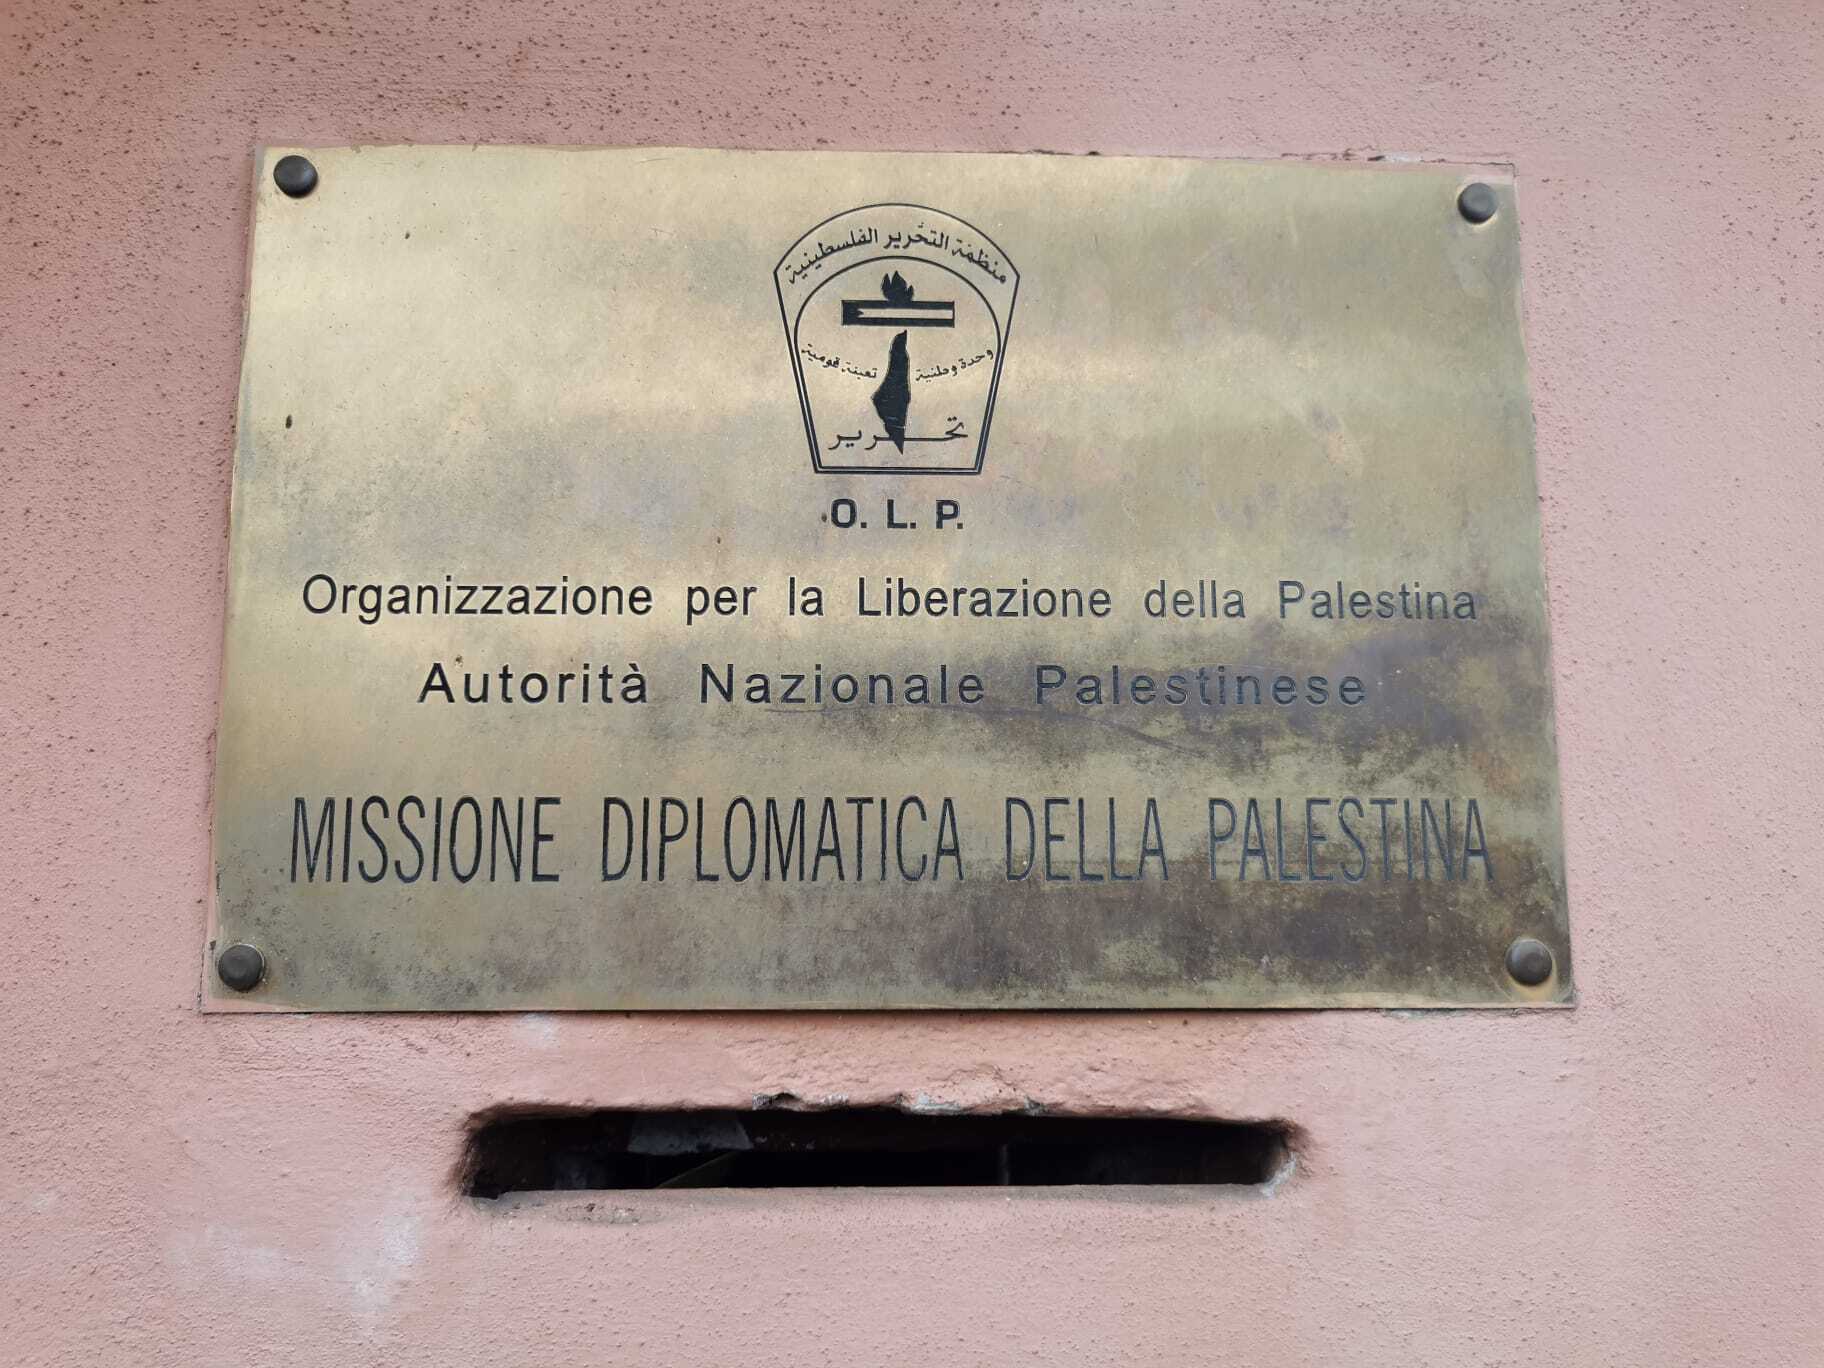 منظمة التحرير الفلسطينية
وحدة وطنية تعبئة قومية
تحرير
O. L. P.
Organizzazione per la Liberazione della Palestina
Autorità Nazionale Palestinese
MISSIONE DIPLOMATICA DELLA PALESTINA